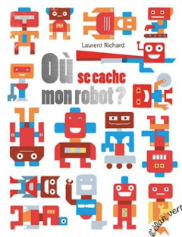 Laurent Richard
Où se cache
mon robot ?